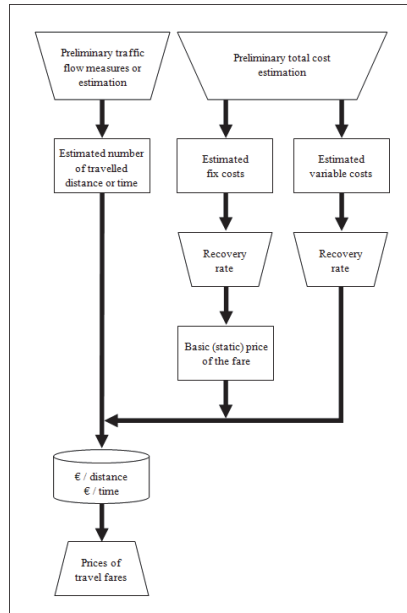 Preliminary traffic
flow measures or
estimation
Preliminary total cost
estimation
Estimated number
of travelled
distance or time
Estimated
fix costs
Estimated
variable costs
Recovery
rate
Recovery
rate
Basic (static) price
of the fare
€ / distance
€ / time
Prices of
travel fares